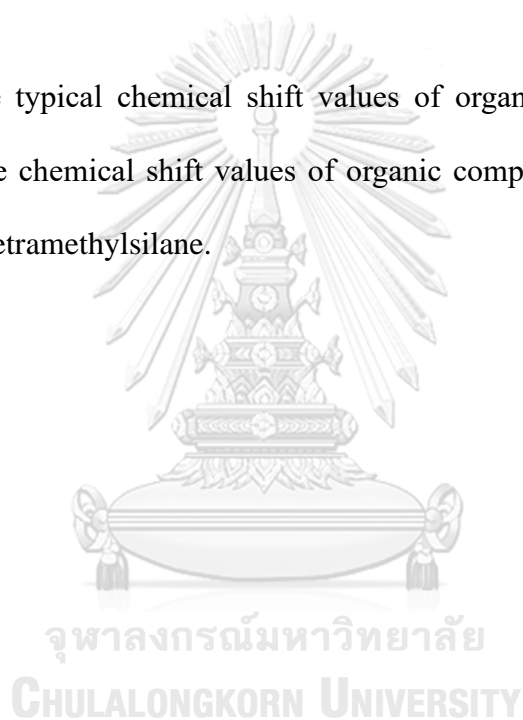 typical chemical shift values of organ
chemical shift values of organic comp
etramethylsilane.
จุฬาลงกรณ์มหาวิทยาลัย
CHULALONGKORN UNIVERSITY